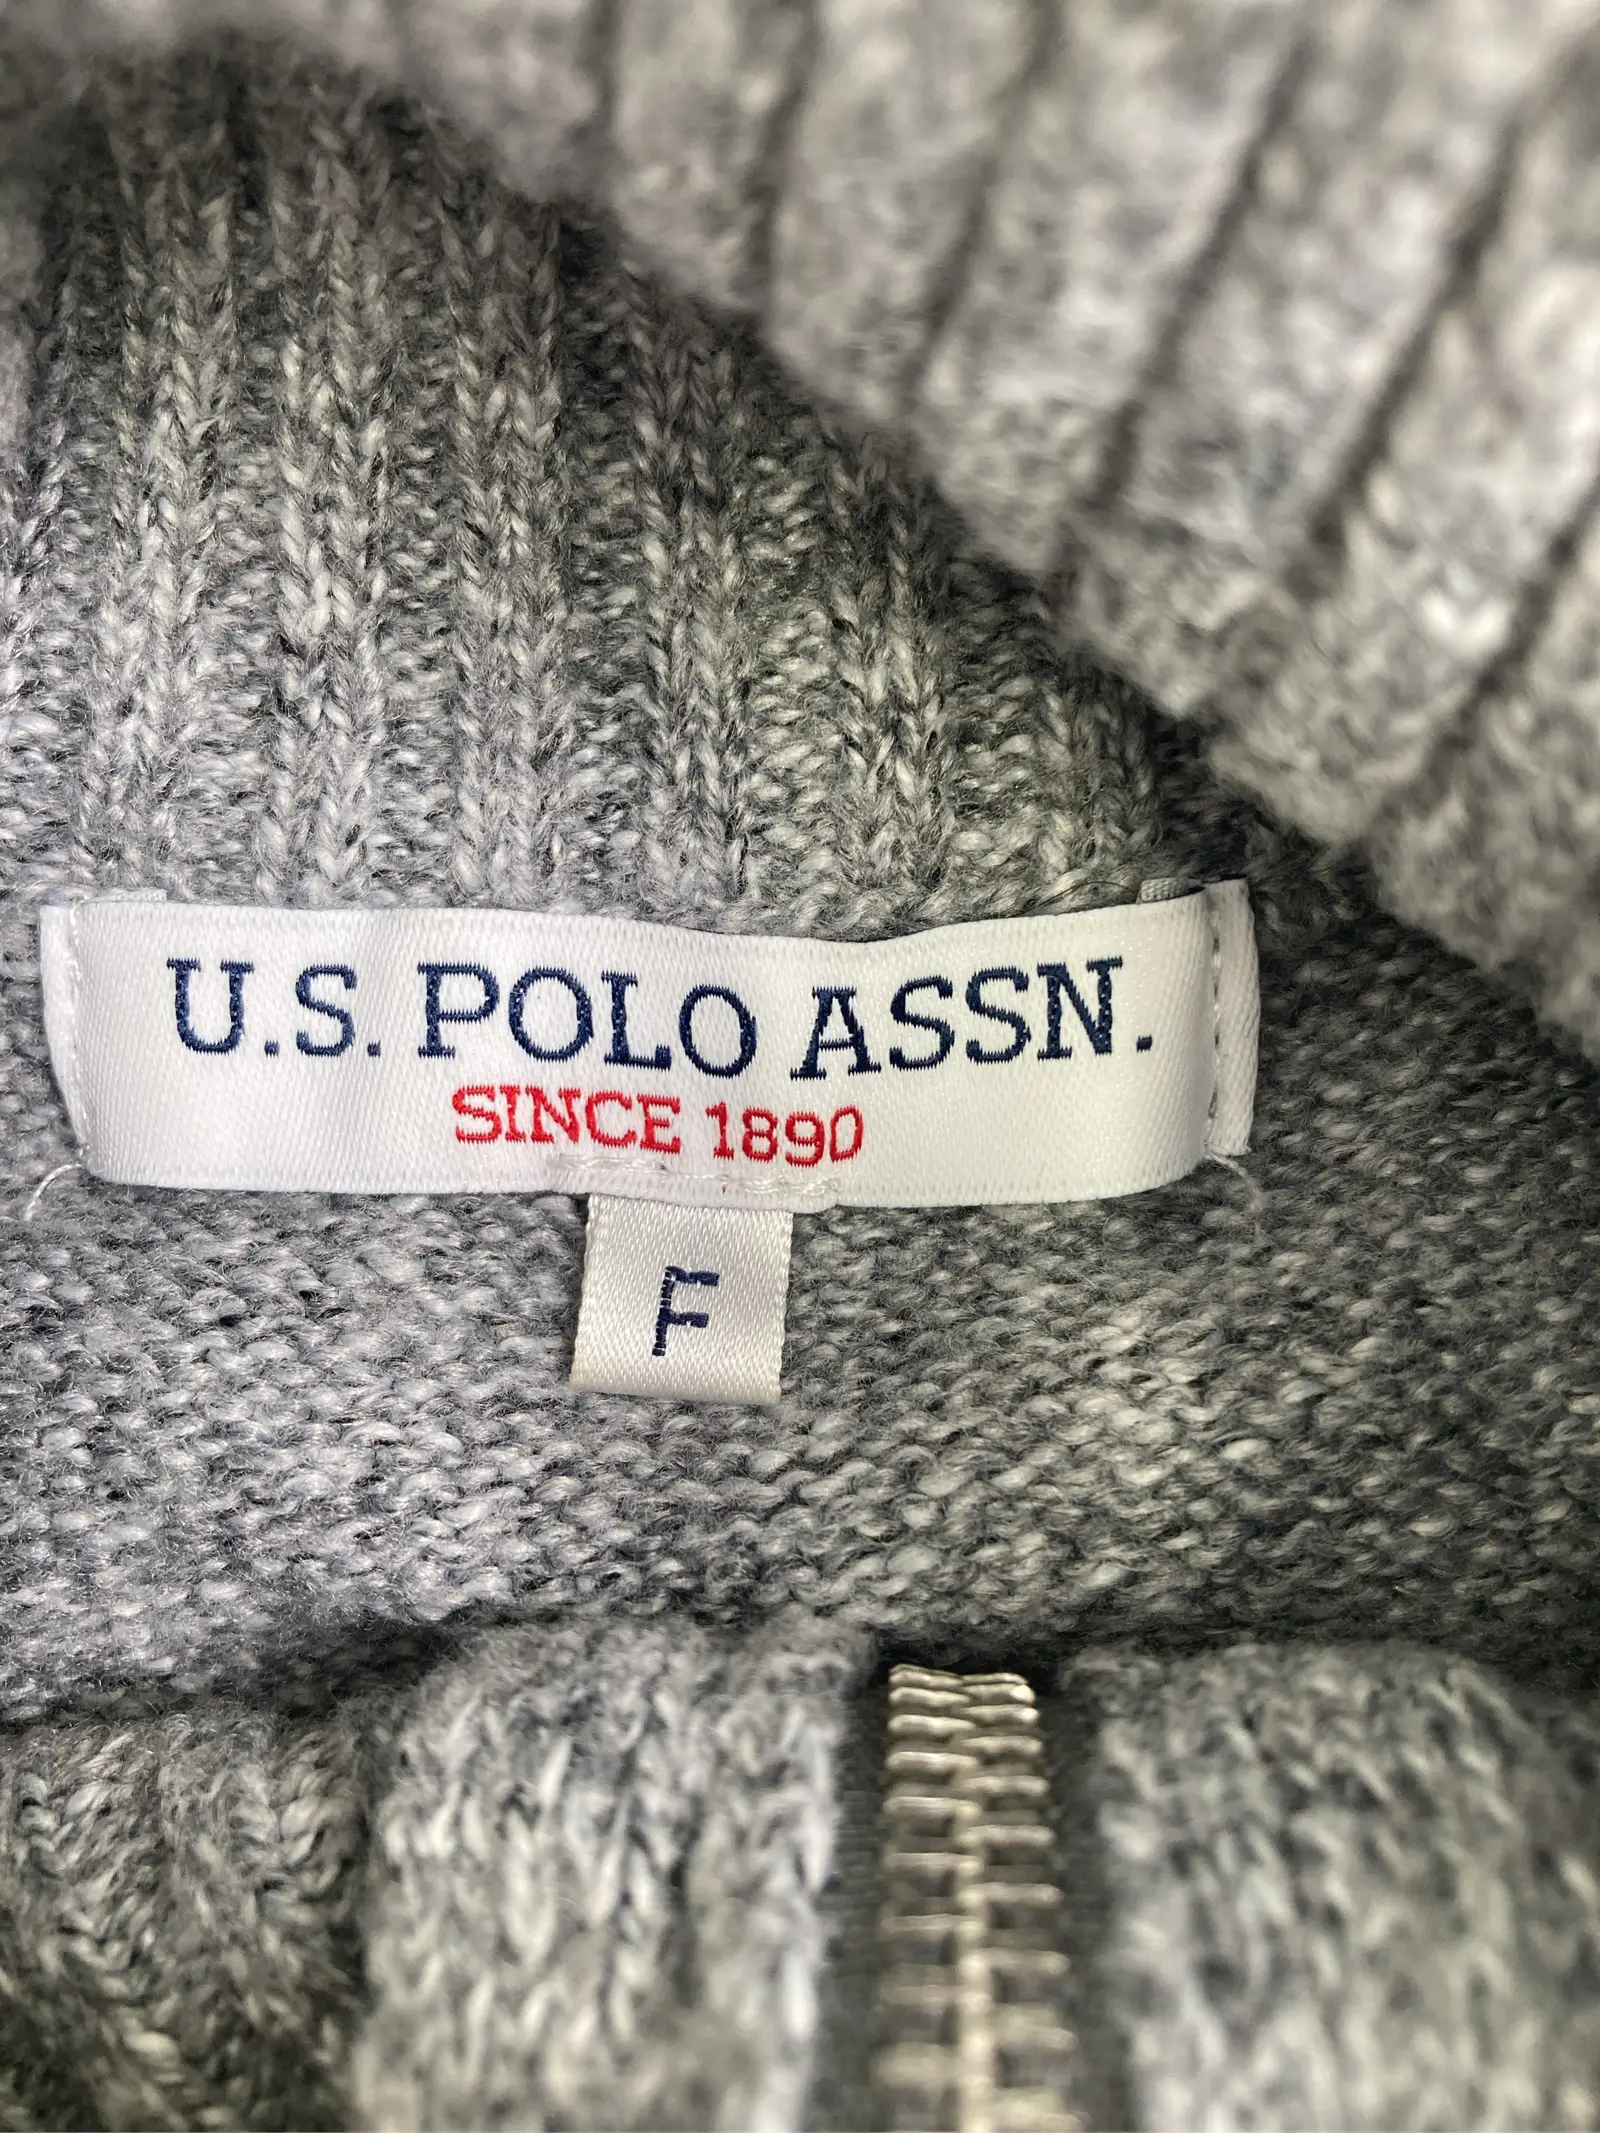 U.S. POLO ASSN.
SINCE 1890
F